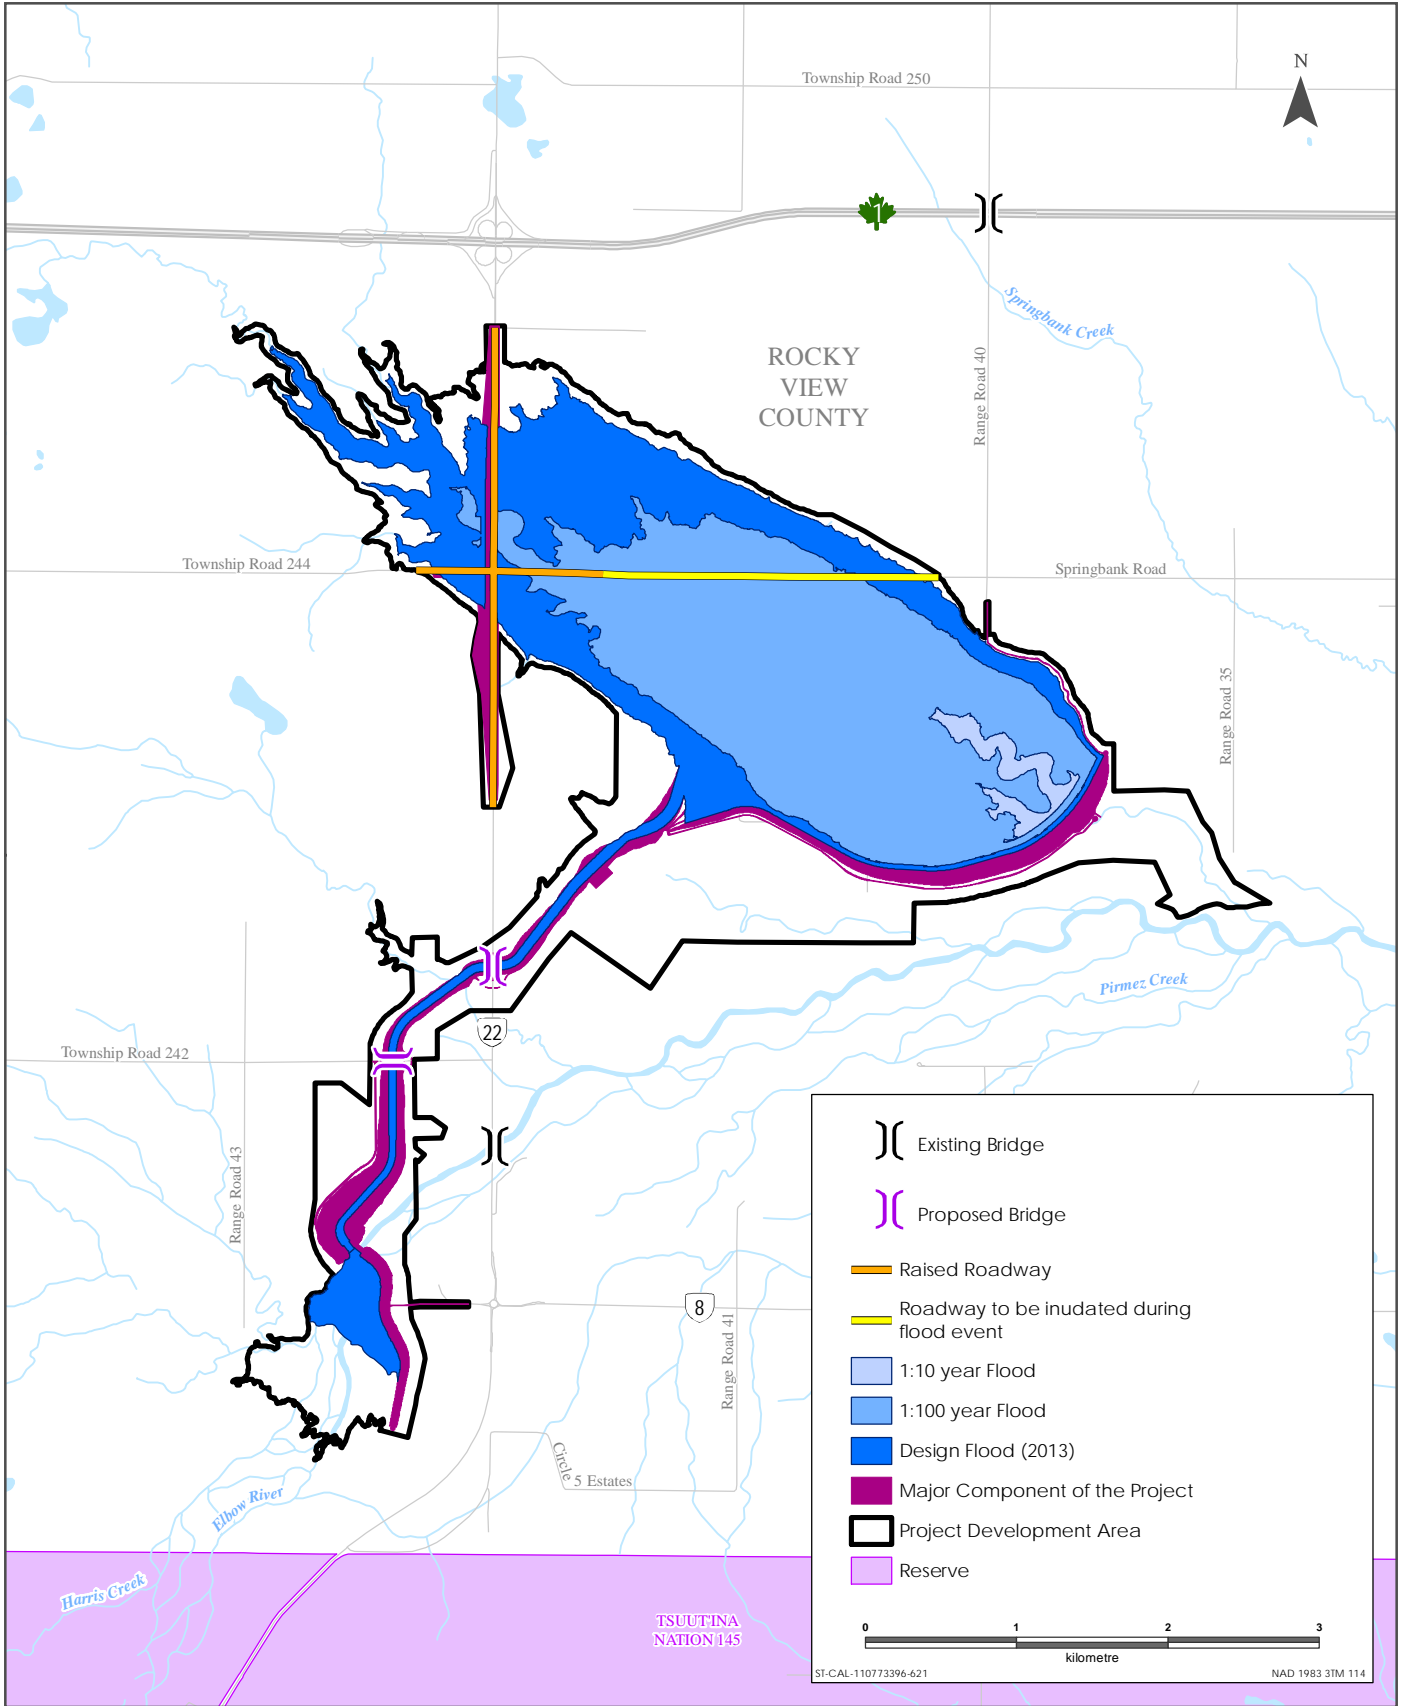 Township Road 250
N
1
Springbank Creek
ROCKY
VIEW
COUNTY
Range Road 40
Township Road 244
Springbank Road
Range Road 35
Pirmez Creek
22
Township Road 242
Range Road 43
8
Range Road 41
Circle 5 Estates
Elbow River
Harris Creek
TSUUT'INA
NATION 145
Existing Bridge
Proposed Bridge
Raised Roadway
Roadway to be inudated during
flood event
1:10 year Flood
1:100 year Flood
Design Flood (2013)
Major Component of the Project
Project Development Area
Reserve
0 1 2 3
kilometre
ST-CAL-110773396-621 NAD 1983 3TM 114